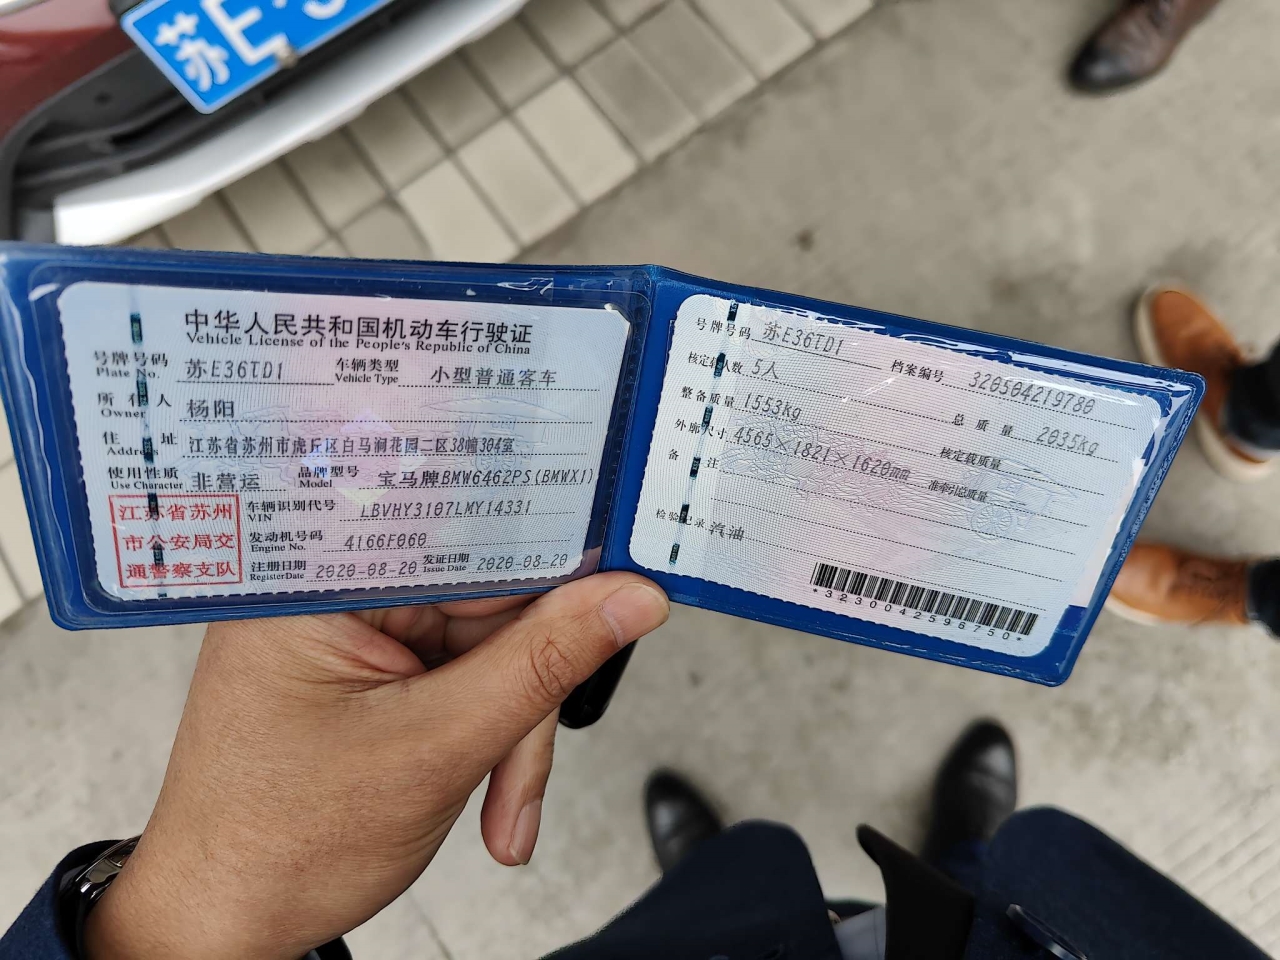 苏E·3
中华人民共和国机动车行驶证
Vehicle License of the People's Republic of China
号牌号码 苏E36TD1 车辆类型 小型普通客车
Plate No. Vehicle Type
所有人 杨阳
Owner
住址 江苏省苏州市虎丘区白马涧花园二区38幢304室
Address
使用性质 非营运 品牌型号 宝马牌BMW6462PS(BMWX1)
Use Character Model
江苏省苏州
市公安局交
通警察支队
车辆识别代号 LBVHY3107LMY14331
VIN
发动机号码 4166F060
Engine No.
注册日期 2020-08-20 发证日期 2020-08-20
Register Date Issue Date
号牌号码 苏E36TD1 档案编号 320504219780
核定载人数 5人 总质量 2035kg
整备质量 1553kg 核定载质量
外廓尺寸 4565×1821×1620mm 准牵引总质量
备注
检验记录 汽油
*3230042598750*